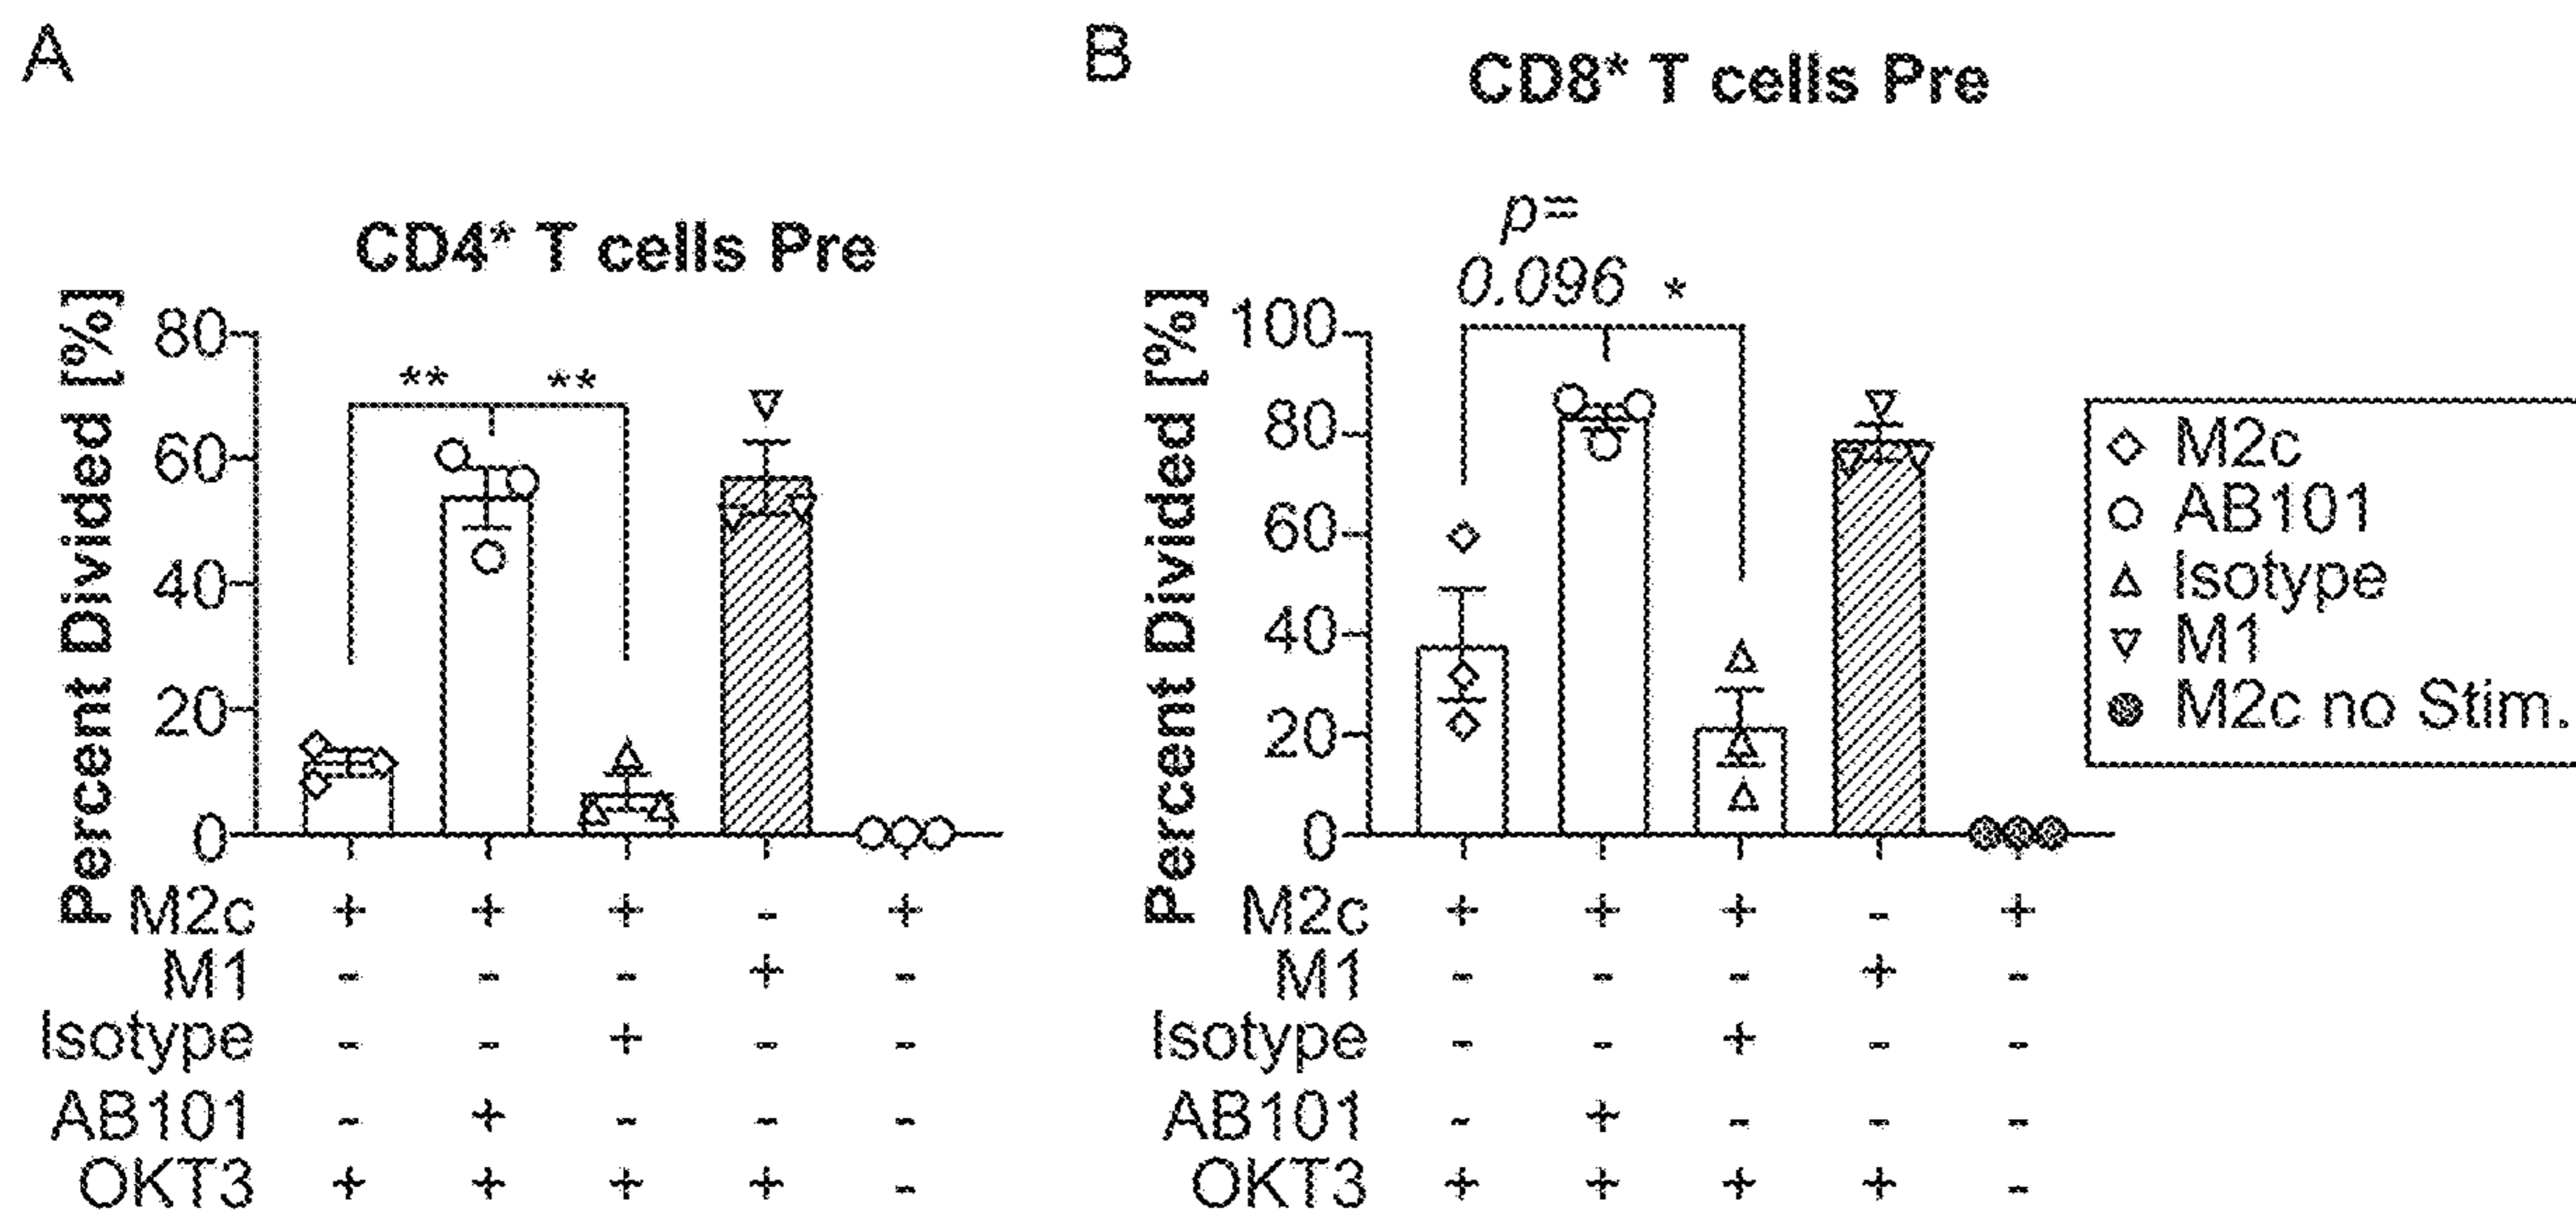 A
CD4* T cells Pre
Percent Divided [%]
80
60
40
20
0
** **
M2c + + + - +
M1 - - - + -
Isotype - - + - -
AB101 - + - - -
OKT3 + + + + -
B
CD8* T cells Pre
p=
0.096 *
Percent Divided [%]
100
80
60
40
20
0
M2c + + + - +
M1 - - - + -
Isotype - - + - -
AB101 - + - - -
OKT3 + + + + -
M2c
AB101
Isotype
M1
M2c no Stim.